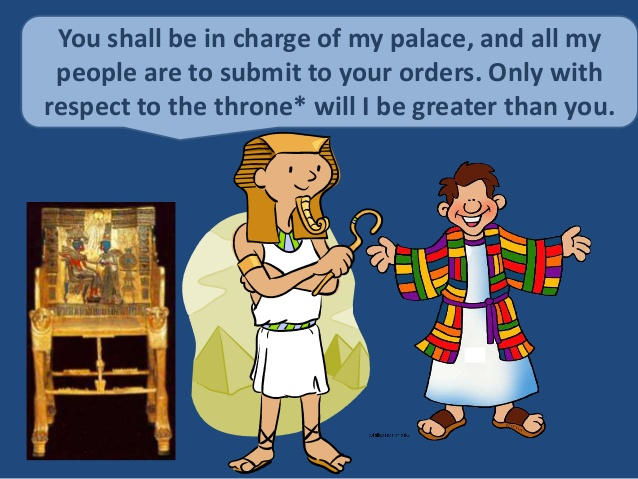 You shall be in charge of my palace, and all my
people are to submit to your orders. Only with
respect to the throne* will I be greater than you.